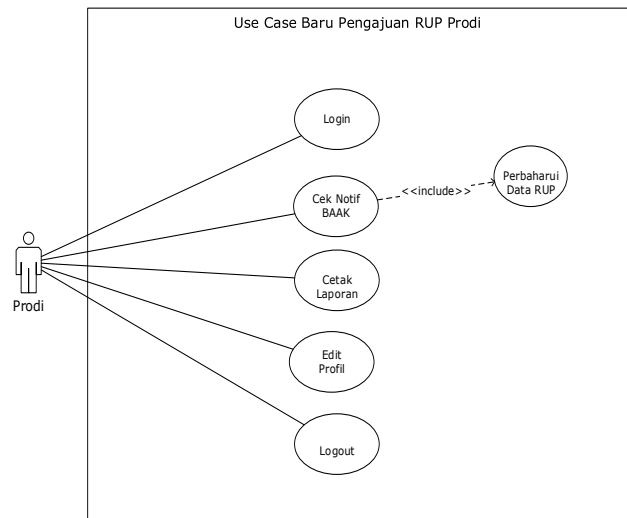 Use Case Baru Pengajuan RUP Prodi
Login
Cek Notif
BAAK
<<include>>
Perbaharui
Data RUP
Cetak
Laporan
Prodi
Edit
Profil
Logout